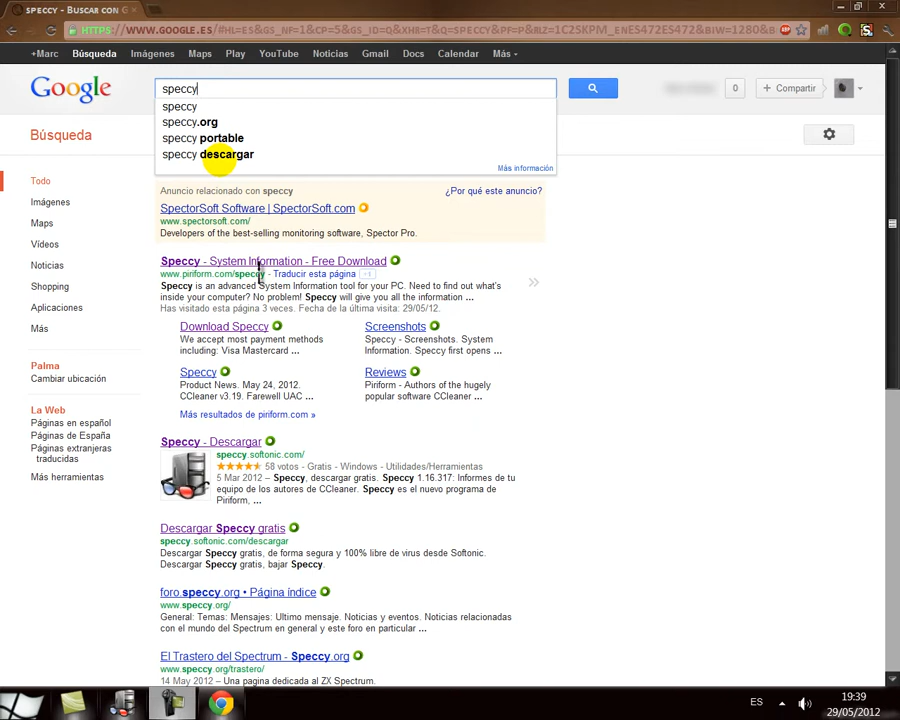 SPECCY - BUSCAR CON G
+Marc Búsqueda Imágenes Maps Play YouTube Noticias Gmail Docs Calendar Más
Google
speccy
0
+ Compartir
speccy
speccy.org
speccy portable
speccy descargar
Más información
Búsqueda
Todo
Imágenes
Maps
Vídeos
Noticias
Shopping
Aplicaciones
Más
Palma
Cambiar ubicación
La Web
Páginas en español
Páginas de España
Páginas extranjeras
traducidas
Más herramientas
Anuncio relacionado con speccy
¿Por qué este anuncio?
SpectorSoft Software | SpectorSoft.com
www.spectorsoft.com/
Developers of the best-selling monitoring software, Spector Pro.
Speccy - System Information - Free Download
www.piriform.com/speccy - Traducir esta página +1
Speccy is an advanced System Information tool for your PC. Need to find out what's
inside your computer? No problem! Speccy will give you all the information ...
Has visitado esta página 3 veces. Fecha de la última visita: 29/05/12.
Download Speccy
We accept most payment methods
including: Visa Mastercard ...
Screenshots
Speccy - Screenshots. System
Information. Speccy first opens ...
Speccy
Product News. May 24, 2012.
CCleaner v3.19. Farewell UAC ...
Reviews
Piriform - Authors of the hugely
popular software CCleaner ...
Más resultados de piriform.com »
Speccy - Descargar
speccy.softonic.com/
58 votos - Gratis - Windows - Utilidades/Herramientas
5 Mar 2012 – Speccy, descargar gratis. Speccy 1.16.317: Informes de tu
equipo de los autores de CCleaner. Speccy es el nuevo programa de
Piriform, ...
Descargar Speccy gratis
speccy.softonic.com/descargar
Descargar Speccy gratis, de forma segura y 100% libre de virus desde Softonic.
Descargar Speccy gratis, bajar Speccy.
foro.speccy.org • Página índice
www.speccy.org/
General: Temas: Mensajes: Ultimo mensaje. Noticias y eventos. Noticias relacionadas
con el mundo del Spectrum en general y este foro en particular ...
El Trastero del Spectrum - Speccy.org
www.speccy.org/trastero/
14 May 2012 – Una pagina dedicada al ZX Spectrum.
ES
19:39
29/05/2012